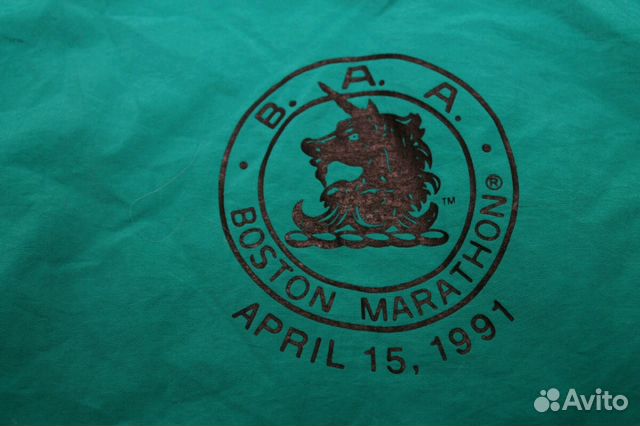 · B. A. A. ·
BOSTON MARATHON®
TM
APRIL 15, 1991
Avito